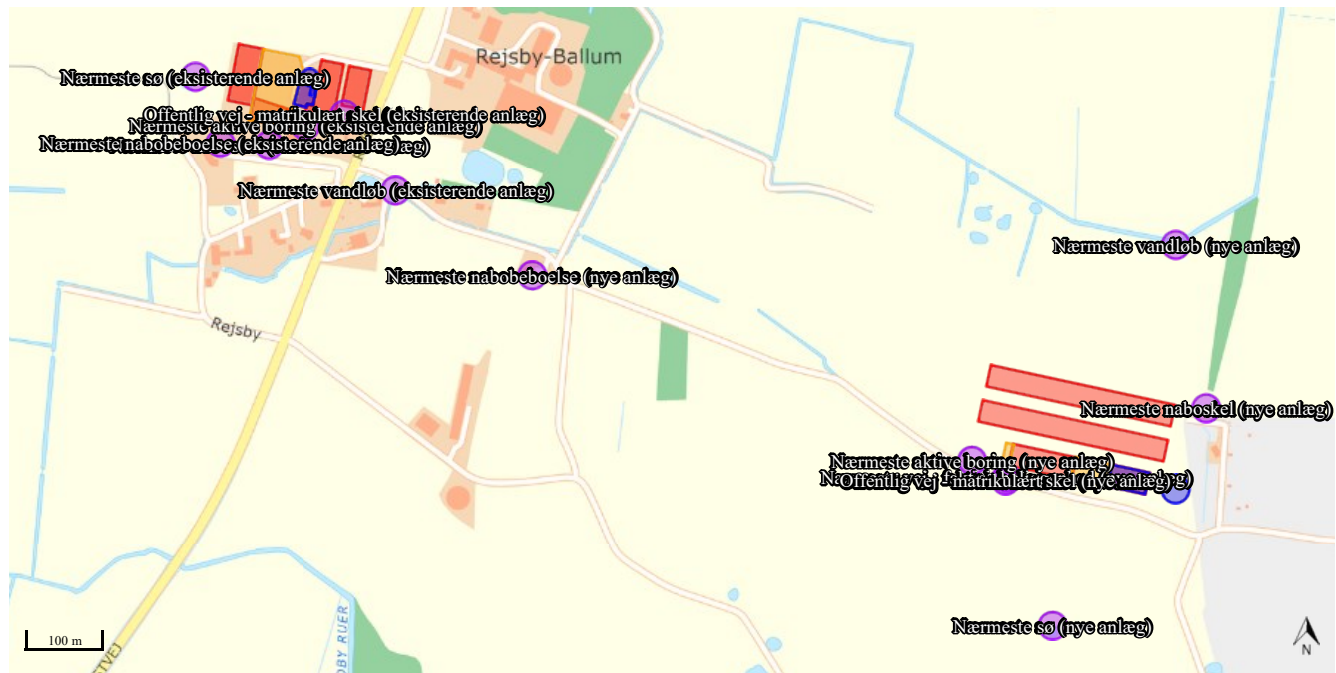 Rejsby-Ballum
Nærmeste sø (eksisterende anlæg)
Offentlig vej - matrikulært skel (eksisterende anlæg)
Nærmeste aktive boring (eksisterende anlæg)
Nærmeste nabobeboelse (eksisterende anlæg)
Nærmeste vandløb (eksisterende anlæg)
Nærmeste vandløb (nye anlæg)
Nærmeste nabobeboelse (nye anlæg)
Rejsby
Nærmeste naboskel (nye anlæg)
Nærmeste aktive boring (nye anlæg)
Offentlig vej - matrikulært skel (nye anlæg)
Nærmeste sø (nye anlæg)
100 m
N